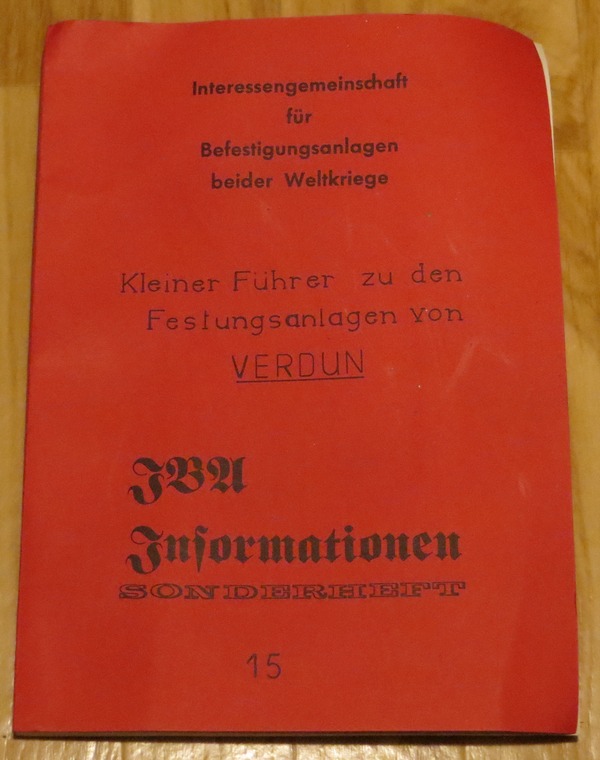 Interessengemeinschaft
für
Befestigungsanlagen
beider Weltkriege
Kleiner Führer zu den
Festungsanlagen von
VERDUN
IBA
Informationen
SONDERHEFT
15